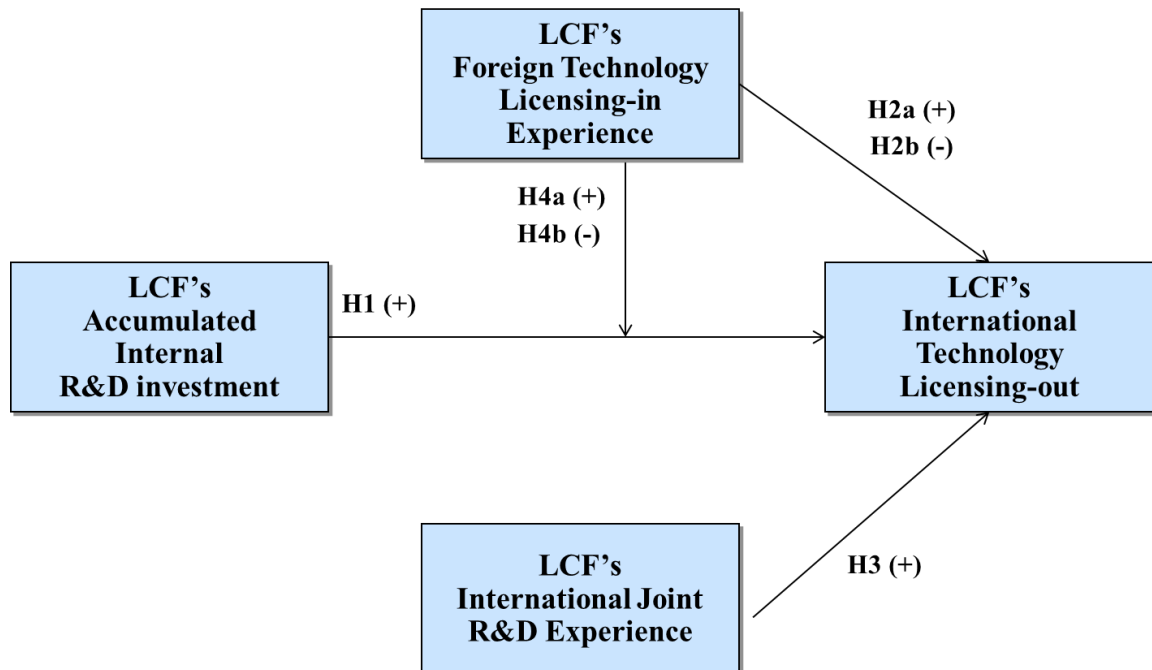 LCF’s
Foreign Technology
Licensing-in
Experience
H2a (+)
H2b (-)
H4a (+)
H4b (-)
LCF’s
Accumulated
Internal
R&D investment
H1 (+)
LCF’s
International
Technology
Licensing-out
LCF’s
International Joint
R&D Experience
H3 (+)